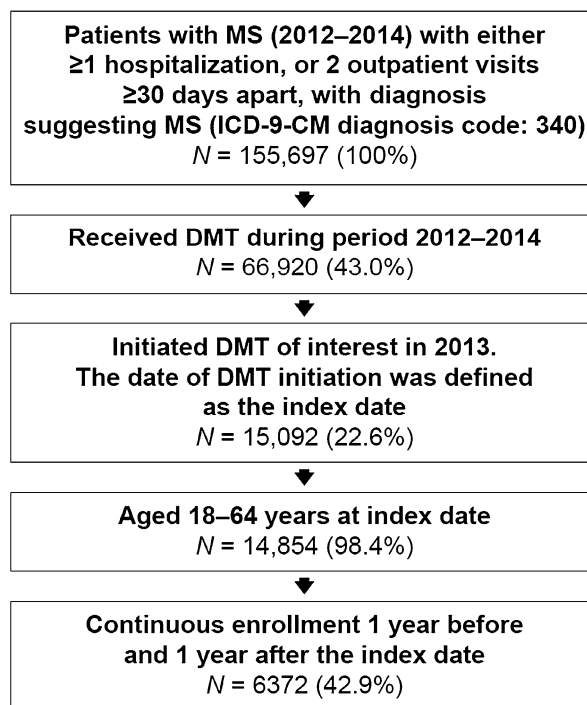 Patients with MS (2012–2014) with either
≥1 hospitalization, or 2 outpatient visits
≥30 days apart, with diagnosis
suggesting MS (ICD-9-CM diagnosis code: 340)
N = 155,697 (100%)
Received DMT during period 2012–2014
N = 66,920 (43.0%)
Initiated DMT of interest in 2013.
The date of DMT initiation was defined
as the index date
N = 15,092 (22.6%)
Aged 18–64 years at index date
N = 14,854 (98.4%)
Continuous enrollment 1 year before
and 1 year after the index date
N = 6372 (42.9%)